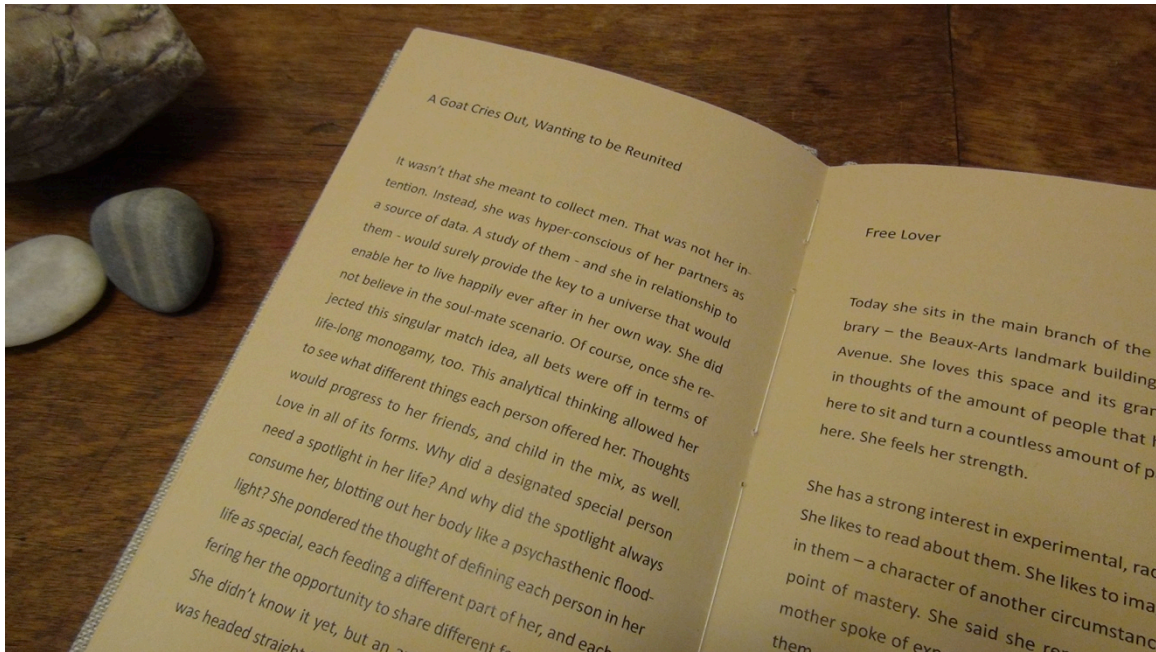 A Goat Cries Out, Wanting to be Reunited
It wasn't that she meant to collect men. That was not her in-
tention. Instead, she was hyper-conscious of her partners as
a source of data. A study of them - and she in relationship to
them - would surely provide the key to a universe that would
enable her to live happily ever after in her own way. She did
not believe in the soul-mate scenario. Of course, once she re-
jected this singular match idea, all bets were off in terms of
life-long monogamy, too. This analytical thinking allowed her
to see what different things each person offered her. Thoughts
would progress to her friends, and child in the mix, as well.
Love in all of its forms. Why did a designated special person
need a spotlight in her life? And why did the spotlight always
consume her, blotting out her body like a psychasthenic flood-
light? She pondered the thought of defining each person in her
life as special, each feeding a different part of her, and each
fering her the opportunity to share different
She didn't know it yet, but an
was headed straight
Free Lover
Today she sits in the main branch of the
brary – the Beaux-Arts landmark building
Avenue. She loves this space and its
in thoughts of the amount of people that
here to sit and turn a countless amount of
here. She feels her strength.
She has a strong interest in experimental,
She likes to read about them. She likes to
in them – a character of another
point of mastery. She said she
mother spoke of
them